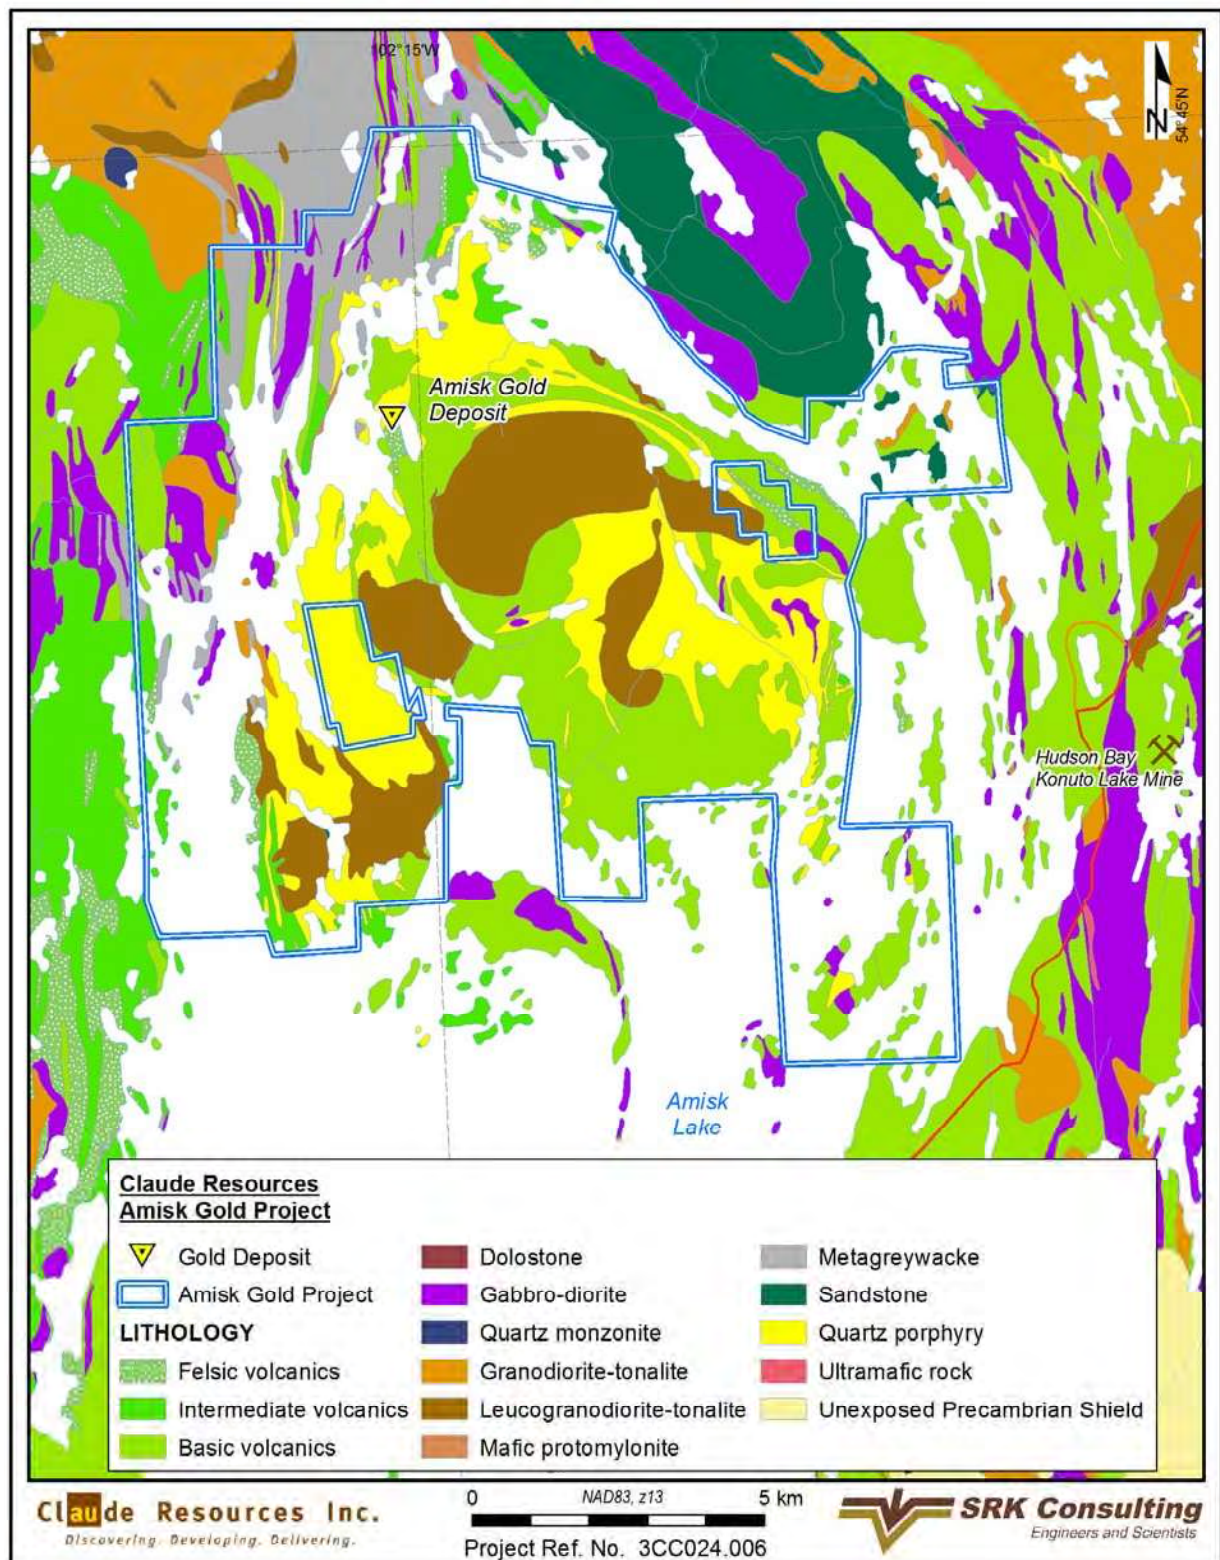 102°15'W
N
54°45'N
Amisk Gold
Deposit
Hudson Bay
Konuto Lake Mine
Amisk
Lake
Claude Resources
Amisk Gold Project
Gold Deposit
Amisk Gold Project
LITHOLOGY
Felsic volcanics
Intermediate volcanics
Basic volcanics
Dolostone
Gabbro-diorite
Quartz monzonite
Granodiorite-tonalite
Leucogranodiorite-tonalite
Mafic protomylonite
Metagreywacke
Sandstone
Quartz porphyry
Ultramafic rock
Unexposed Precambrian Shield
Claude Resources Inc.
Discovering. Developing. Delivering.
0 NAD83, z13 5 km
Project Ref. No. 3CC024.006
SRK Consulting
Engineers and Scientists